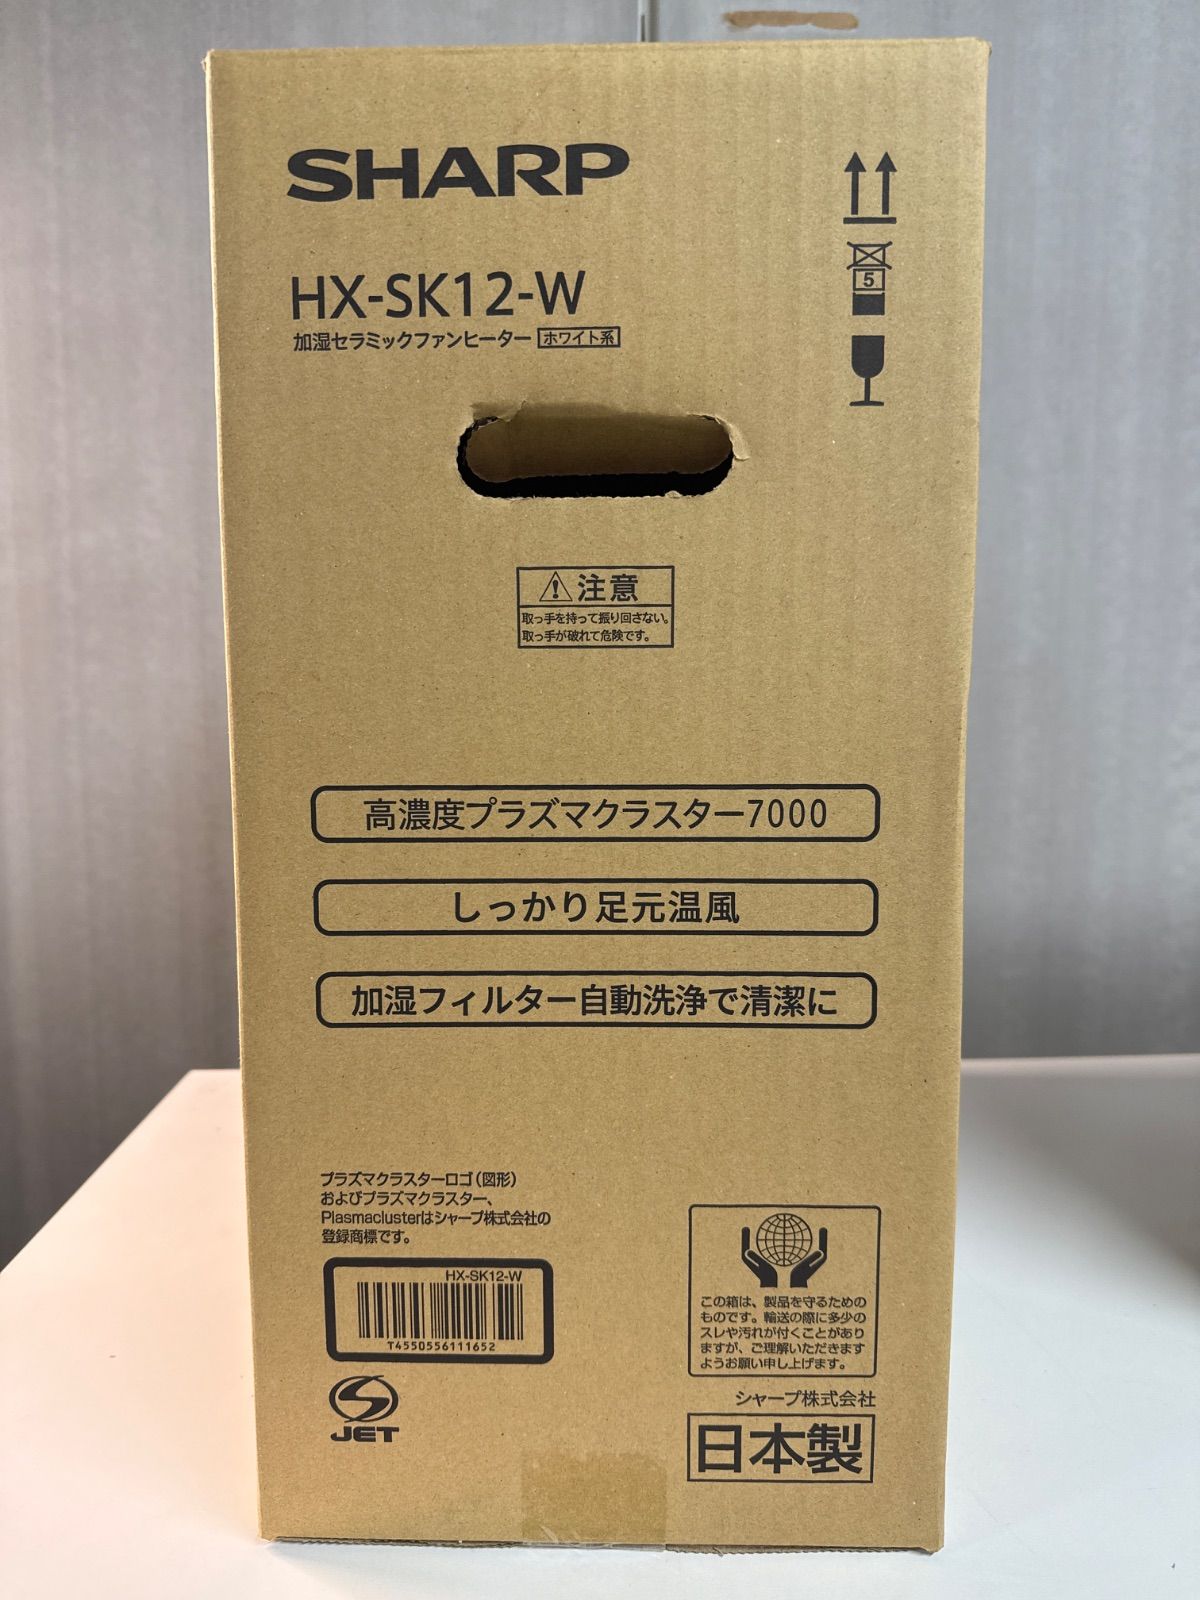 SHARP
HX-SK12-W
加湿セラミックファンヒーター ホワイト系
5
注意
取っ手を持って振り回さない。
取っ手が破れて危険です。
高濃度プラズマクラスター7000
しっかり足元温風
加湿フィルター自動洗浄で清潔に
プラズマクラスターロゴ(図形)
およびプラズマクラスター、
Plasmaclusterはシャープ株式会社の
登録商標です。
HX-SK12-W
T4550556111652
JET
この箱は、製品を守るための
ものです。輸送の際に多少の
スレや汚れが付くことがあり
ますが、ご理解いただきます
ようお願い申し上げます。
シャープ株式会社
日本製